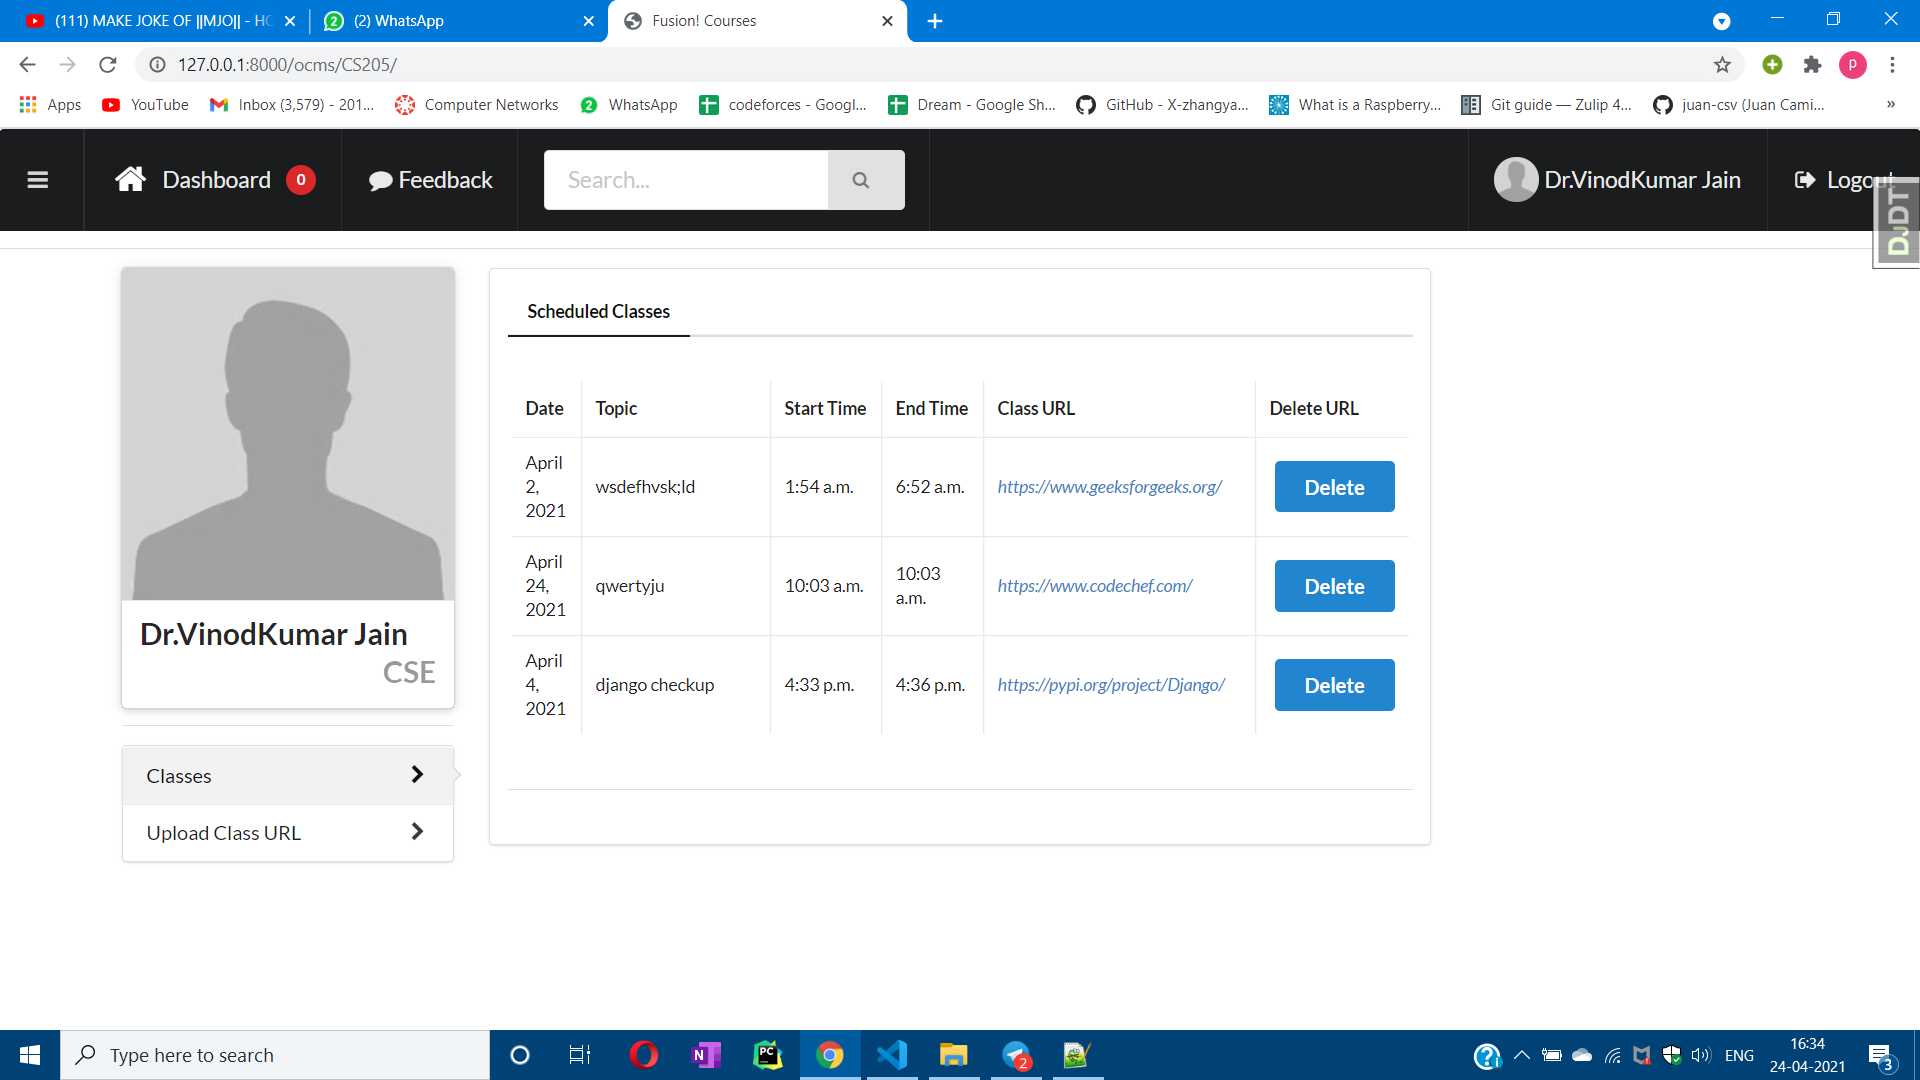 (111) MAKE JOKE OF ||MJO|| - HO
(2) WhatsApp
Fusion! Courses
127.0.0.1:8000/ocms/CS205/
P
Apps
YouTube
Inbox (3,579) - 201...
Computer Networks
2
WhatsApp
codeforces - Googl...
Dream - Google Sh...
GitHub - X-zhangya...
What is a Raspberry...
Git guide — Zulip 4...
juan-csv (Juan Cami...
»
Dashboard 0
Feedback
Search...
Dr.VinodKumar Jain
Logout
DjDT
Dr.VinodKumar Jain
CSE
Classes
Upload Class URL
Scheduled Classes
Date Topic Start Time End Time Class URL Delete URL
April 2, 2021 wsdefhvsk;ld 1:54 a.m. 6:52 a.m. https://www.geeksforgeeks.org/ Delete
April 24, 2021 qwertyju 10:03 a.m. 10:03 a.m. https://www.codechef.com/ Delete
April 4, 2021 django checkup 4:33 p.m. 4:36 p.m. https://pypi.org/project/Django/ Delete
Type here to search
N
PC
2
ENG
16:34
24-04-2021
3